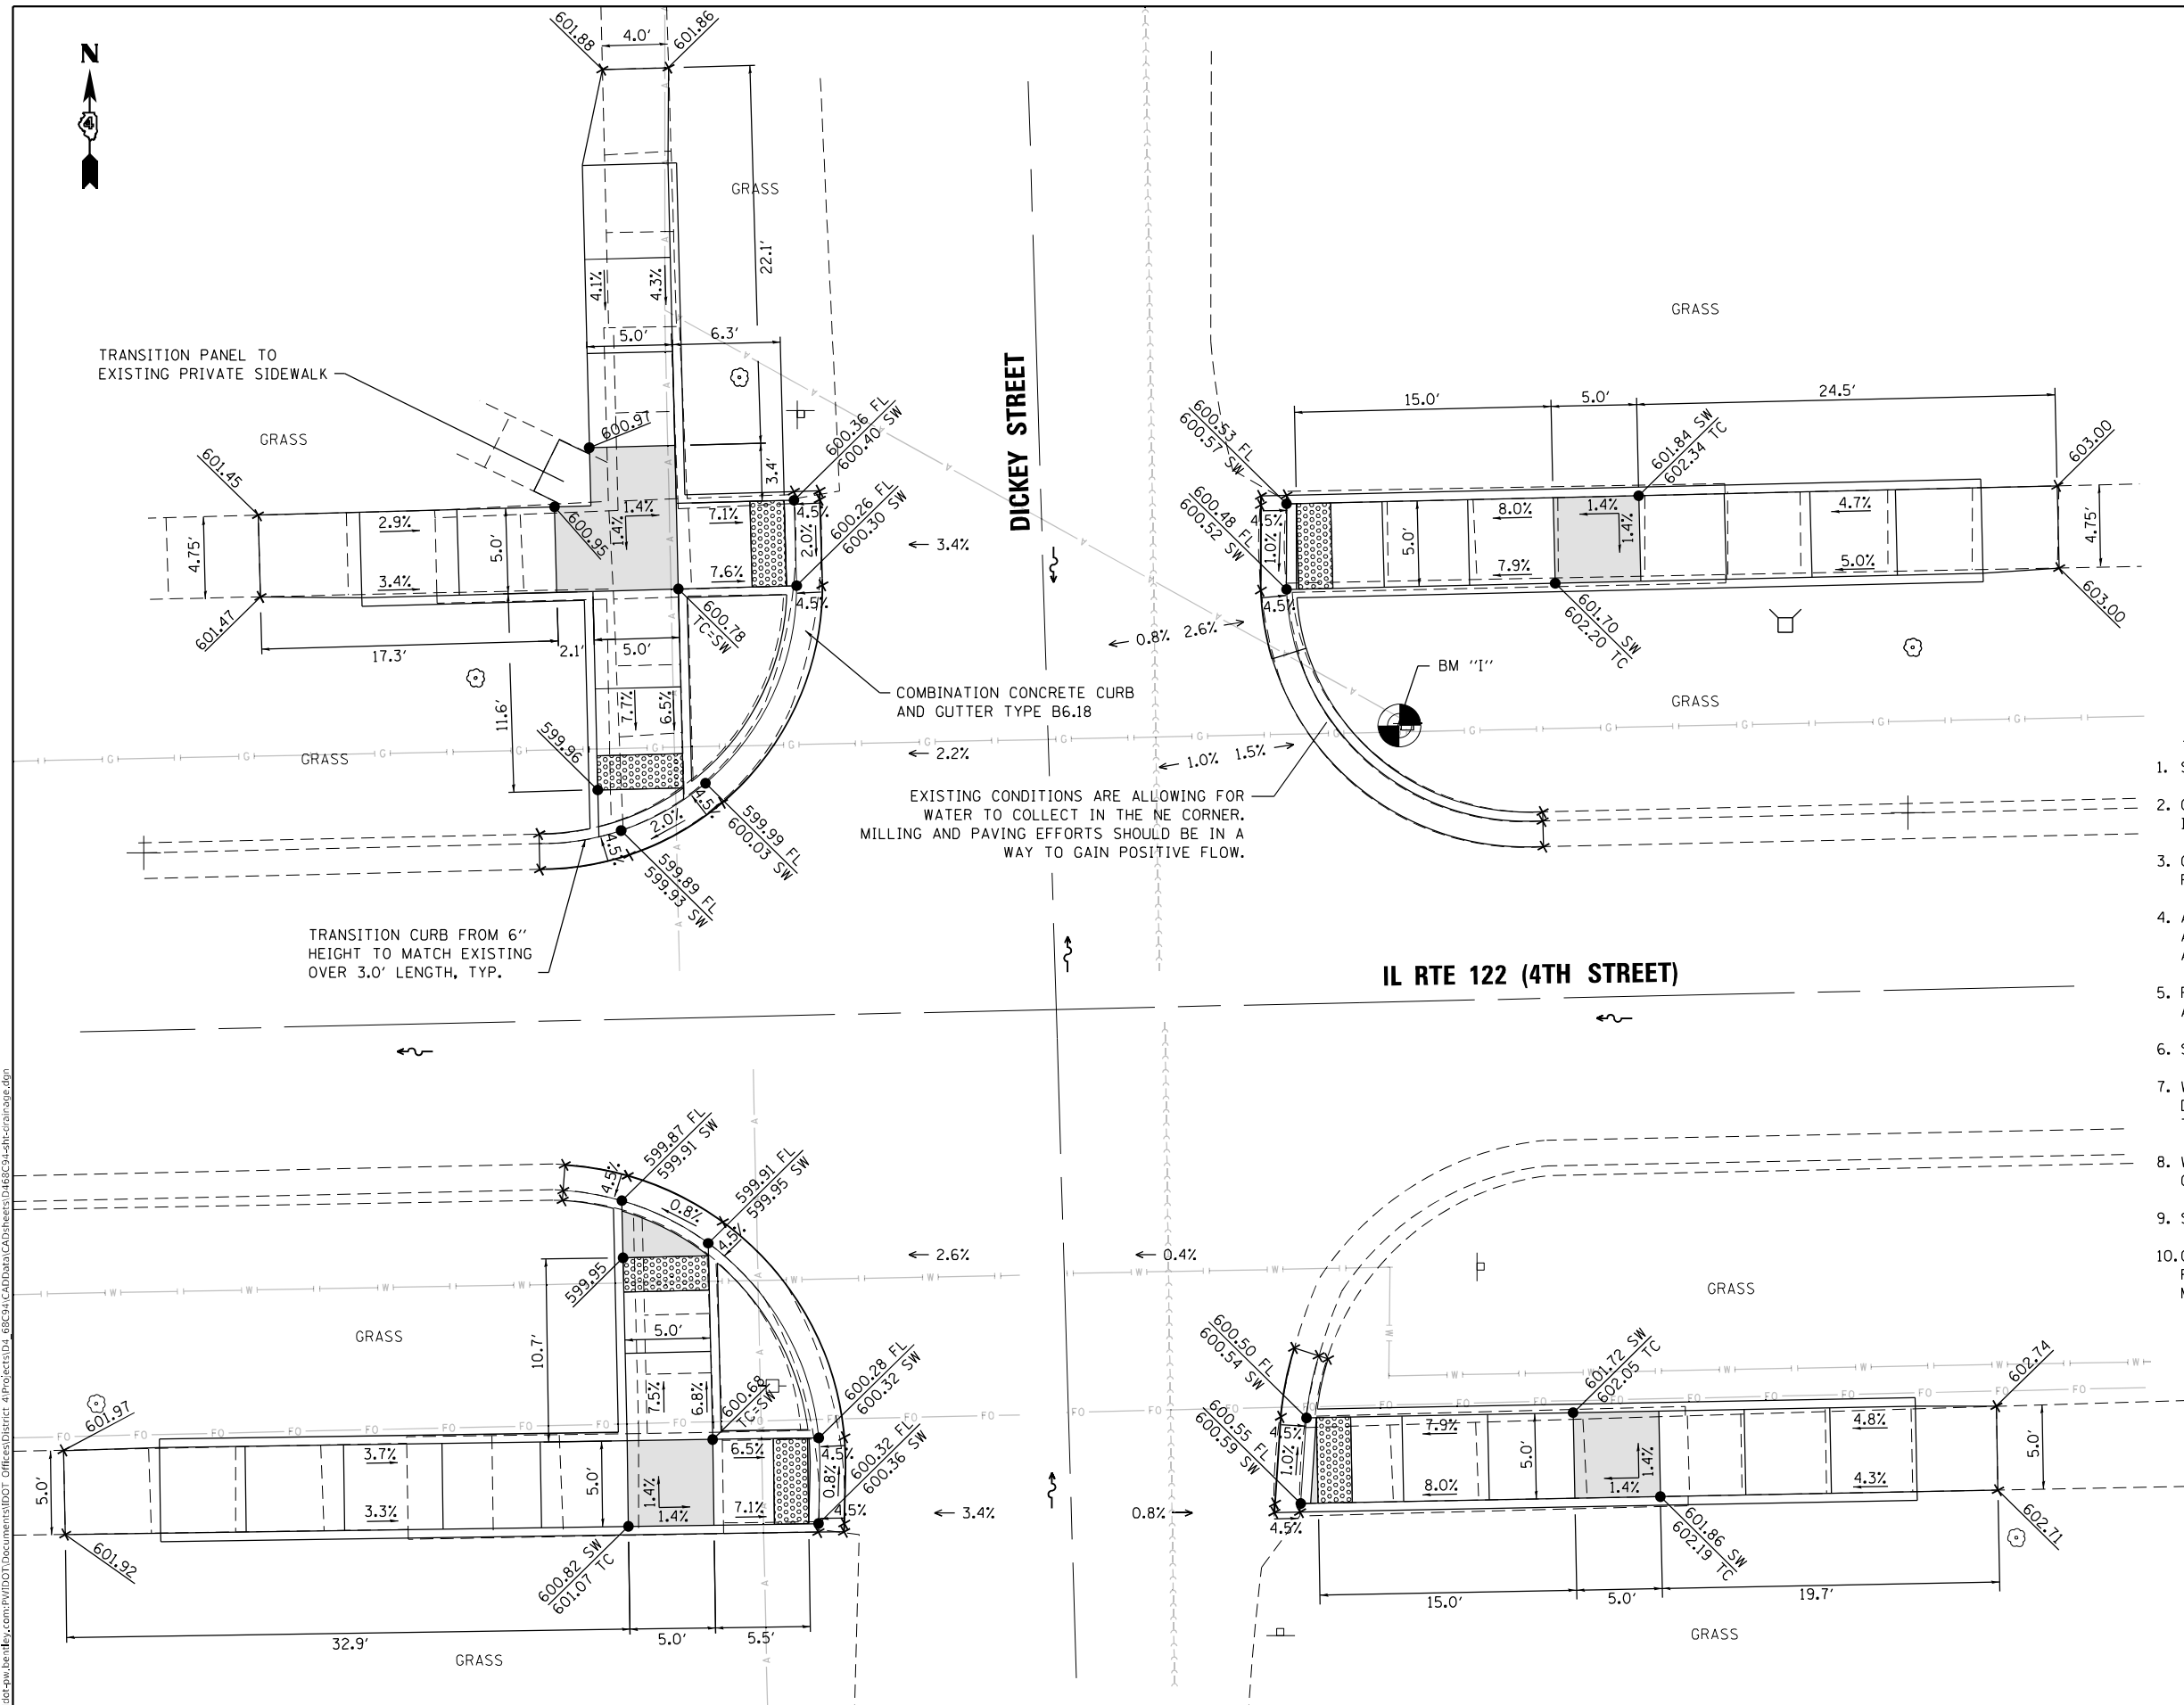 601.88
4.0'
601.86
N
4
GRASS
22.1'
4.1%
4.3%
5.0'
6.3'
TRANSITION PANEL TO
EXISTING PRIVATE SIDEWALK
GRASS
600.97
601.45
600.36 FL
600.40 SW
3.4'
600.26 FL
600.30 SW
4.5%
2.9%
1.4%
1.4%
7.1%
2.0%
600.95
4.75'
5.0'
3.4%
7.6%
4.5%
601.47
600.78
TC=SW
17.3'
2.1'
5.0'
11.6'
7.7%
6.5%
COMBINATION CONCRETE CURB
AND GUTTER TYPE B6.18
599.96
GRASS
4.5%
2.0%
4.5%
599.99 FL
600.03 SW
599.89 FL
599.93 SW
TRANSITION CURB FROM 6"
HEIGHT TO MATCH EXISTING
OVER 3.0' LENGTH, TYP.
3.4%
2.2%
DICKEY STREET
GRASS
15.0'
5.0'
24.5'
600.53 FL
600.57 SW
601.84 SW
602.34 TC
603.00
600.48 FL
600.52 SW
4.5%
1.0%
5.0'
8.0%
1.4%
1.4%
4.7%
4.75'
7.9%
5.0%
4.5%
601.70 SW
602.20 TC
603.00
0.8%
2.6%
BM "I"
GRASS
1.0%
1.5%
EXISTING CONDITIONS ARE ALLOWING FOR
WATER TO COLLECT IN THE NE CORNER.
MILLING AND PAVING EFFORTS SHOULD BE IN A
WAY TO GAIN POSITIVE FLOW.
IL RTE 122 (4TH STREET)
1. S
2.
3.
4. A
A
A
5.
A
6. S
7.
8.
9. S
10.
M
599.87 FL
599.91 SW
4.5%
599.91 FL
599.95 SW
0.8%
4.5%
599.95
2.6%
0.4%
GRASS
10.7'
5.0'
7.5%
6.8%
600.68
TC=SW
600.28 FL
600.32 SW
601.97
3.7%
6.5%
4.5%
600.32 FL
600.36 SW
5.0'
5.0'
1.4%
0.8%
3.3%
1.4%
7.1%
4.5%
601.92
600.82 SW
601.07 TC
32.9'
5.0'
5.5'
GRASS
3.4%
0.8%
GRASS
600.50 FL
600.54 SW
601.72 SW
602.05 TC
602.74
600.55 FL
600.59 SW
4.5%
7.9%
4.8%
1.0%
5.0'
1.4%
5.0'
8.0%
1.4%
4.3%
4.5%
601.86 SW
602.19 TC
602.71
15.0'
5.0'
19.7'
GRASS